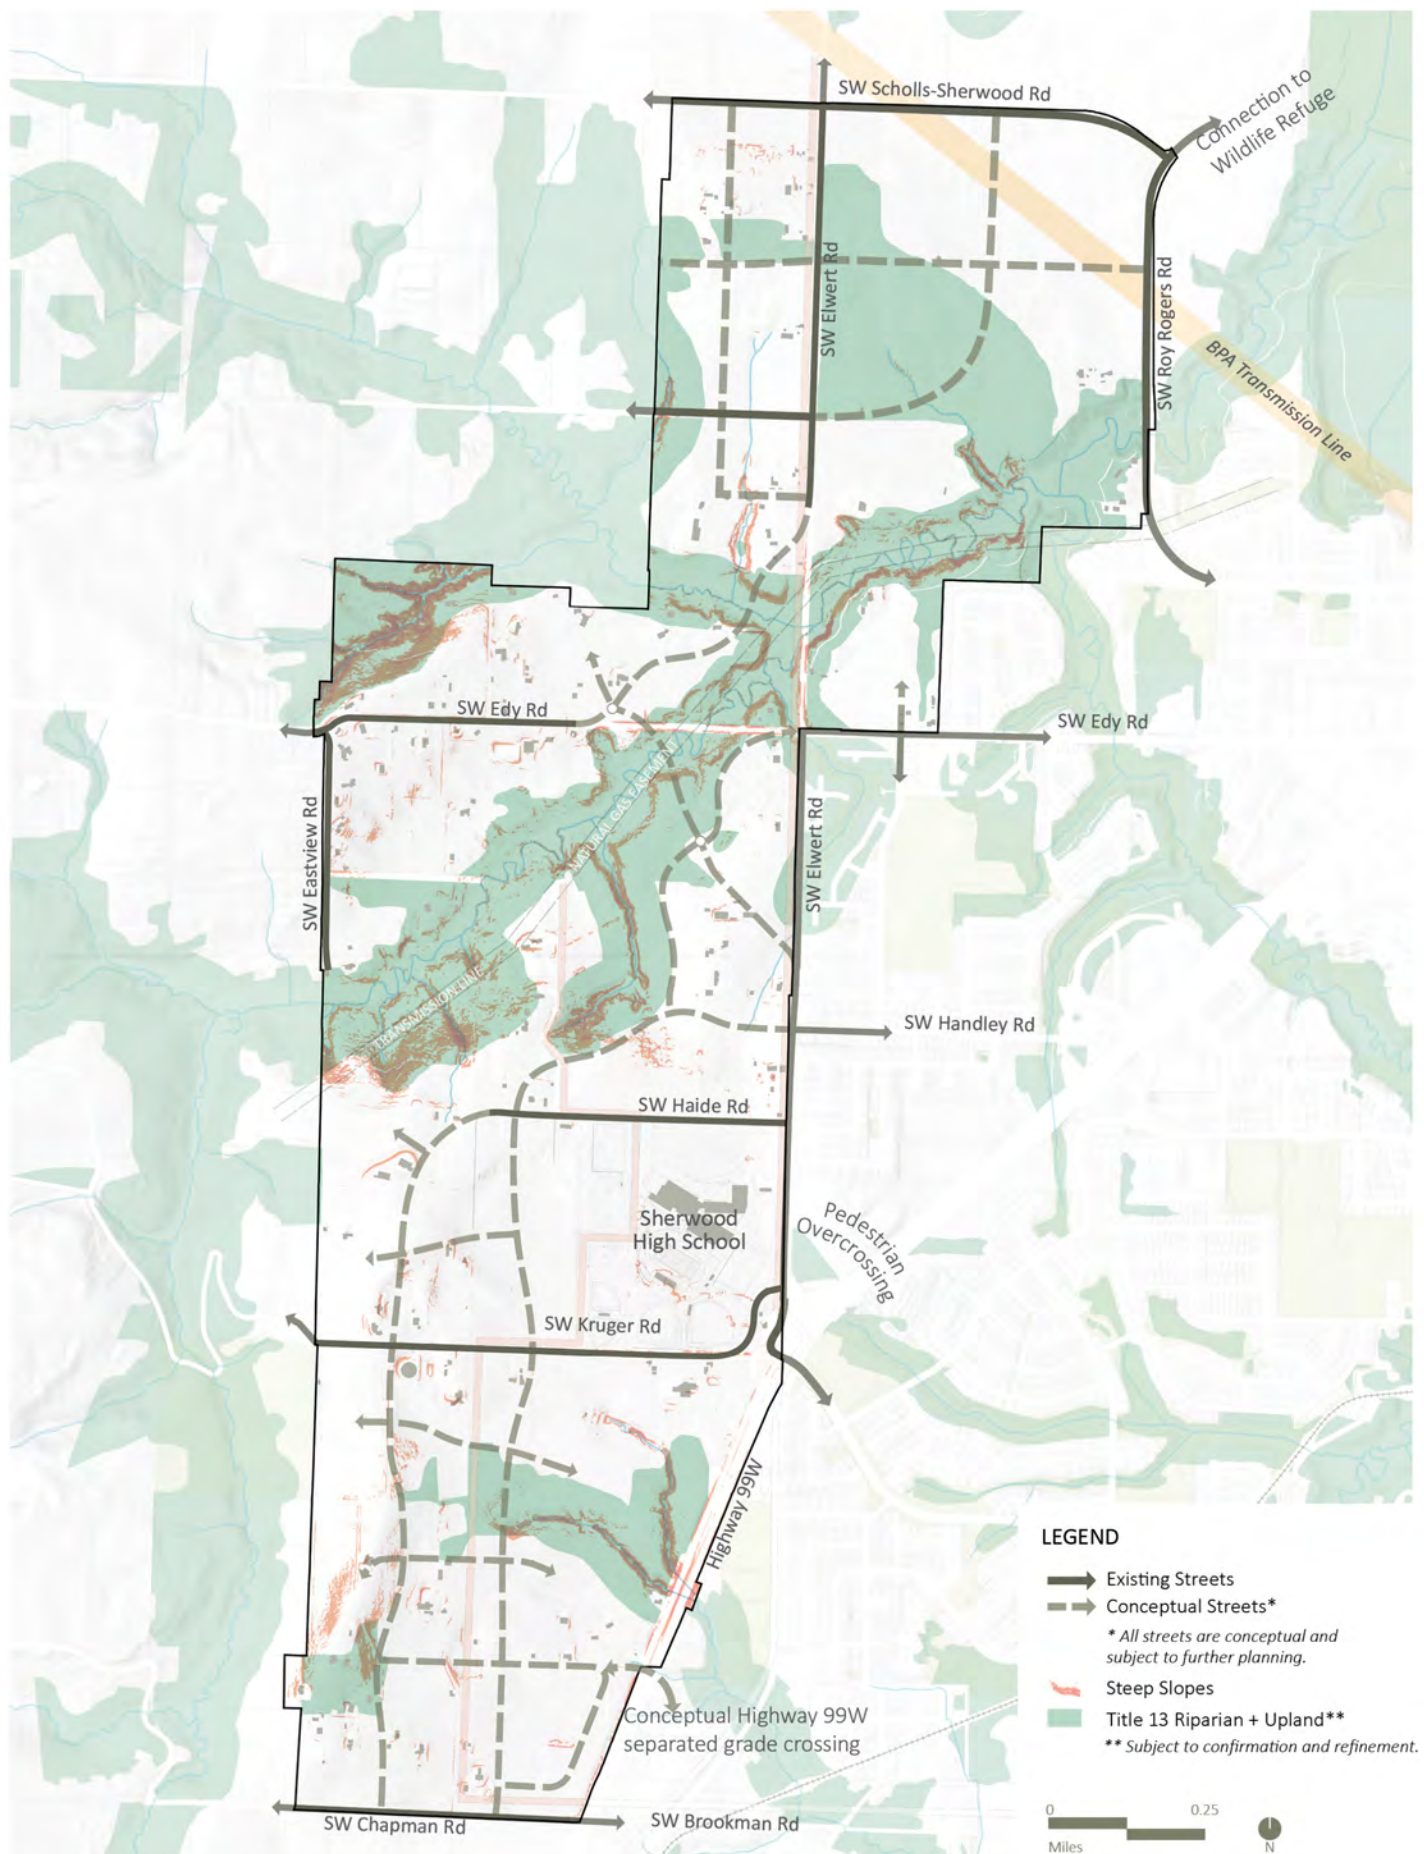 SW Scholls-Sherwood Rd
Connection to
Wildlife Refuge
SW Elwert Rd
SW Roy Rogers Rd
BPA Transmission Line
SW Edy Rd
SW Edy Rd
NATURAL GAS EASEMENT
SW Eastview Rd
SW Elwert Rd
TRANSMISSION LINE
SW Handley Rd
SW Haide Rd
Sherwood
High School
Pedestrian
Overcrossing
SW Kruger Rd
Highway 99W
Conceptual Highway 99W
separated grade crossing
SW Chapman Rd
SW Brookman Rd
LEGEND
Existing Streets
Conceptual Streets*
* All streets are conceptual and
subject to further planning.
Steep Slopes
Title 13 Riparian + Upland**
** Subject to confirmation and refinement.
0 0.25
Miles
N